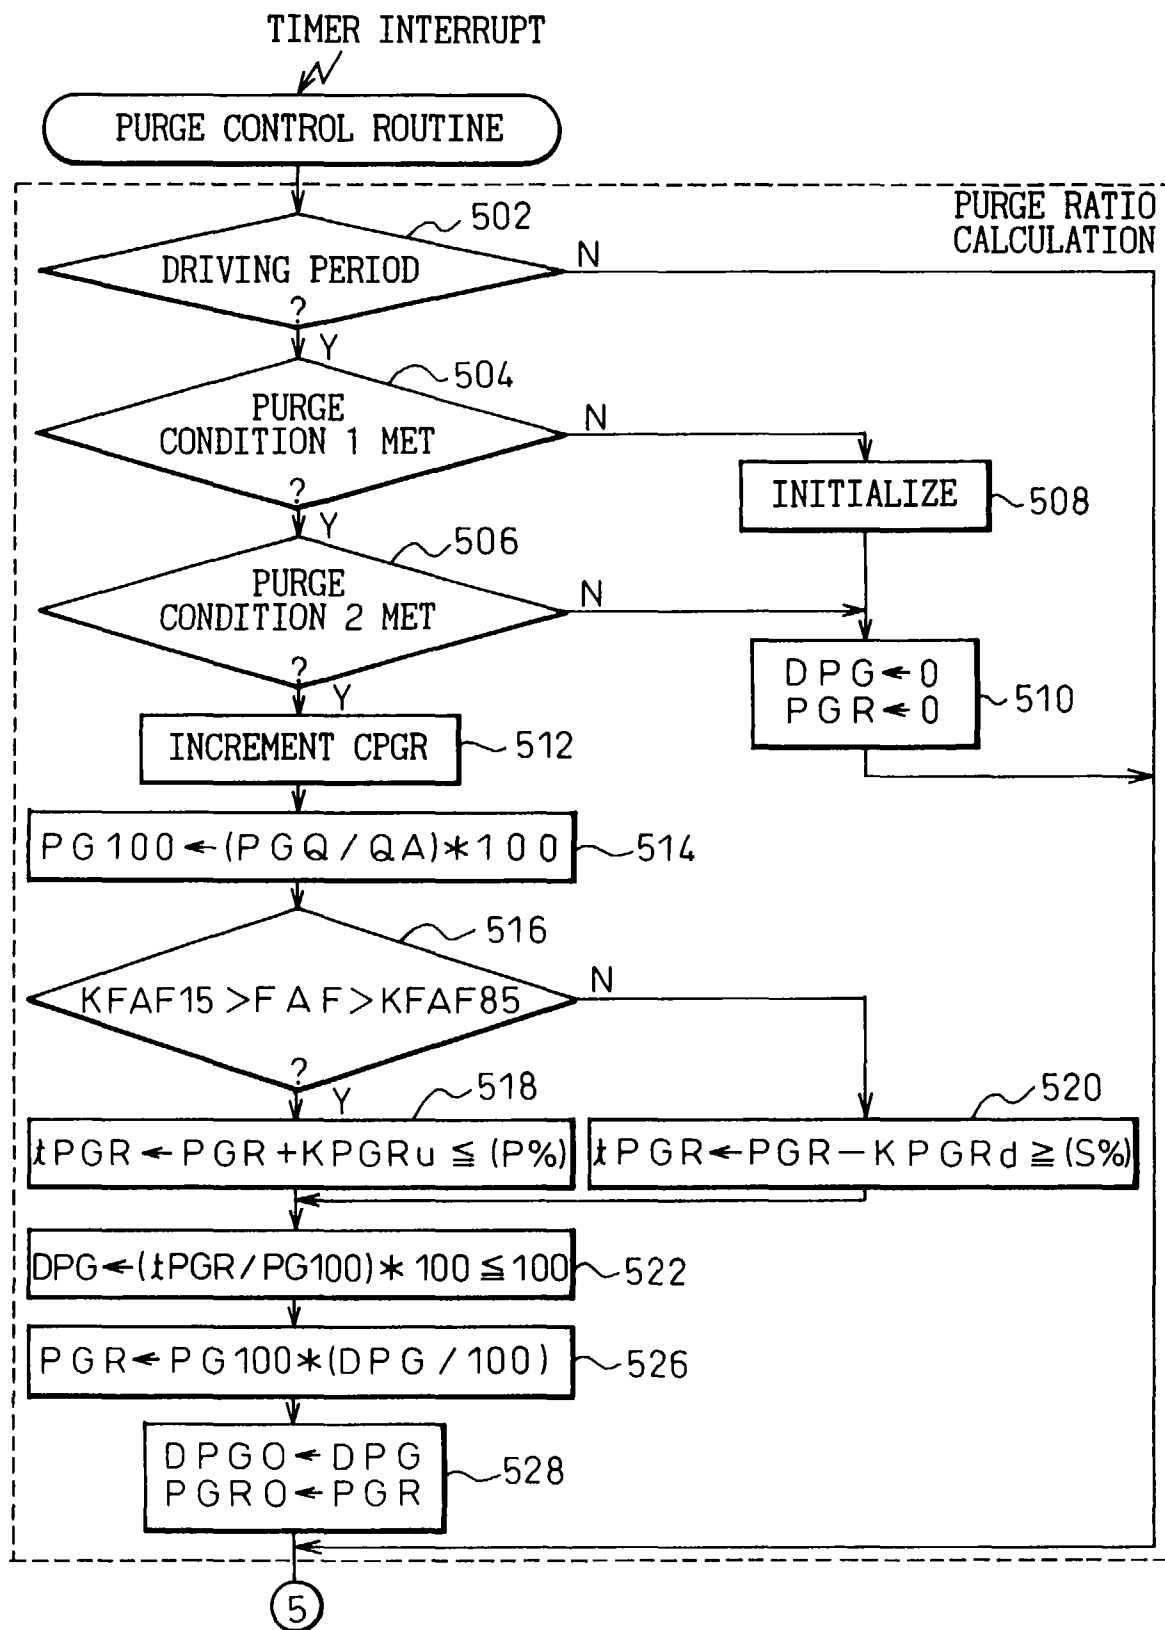 TIMER INTERRUPT
PURGE CONTROL ROUTINE
PURGE RATIO
CALCULATION
502
DRIVING PERIOD
?
N
Y
504
PURGE
CONDITION 1 MET
?
N
Y
INITIALIZE
508
506
PURGE
CONDITION 2 MET
?
N
Y
DPG←0
PGR←0
510
INCREMENT CPGR
512
PG100←(PGQ/QA)*100
514
516
KFAF15>FAF>KFAF85
?
N
Y
518
tPGR←PGR+KPGRu≦(P%)
520
tPGR←PGR−KPGRd≧(S%)
DPG←(tPGR/PG100)*100≦100
522
PGR←PG100*(DPG/100)
526
DPGO←DPG
PGRO←PGR
528
5